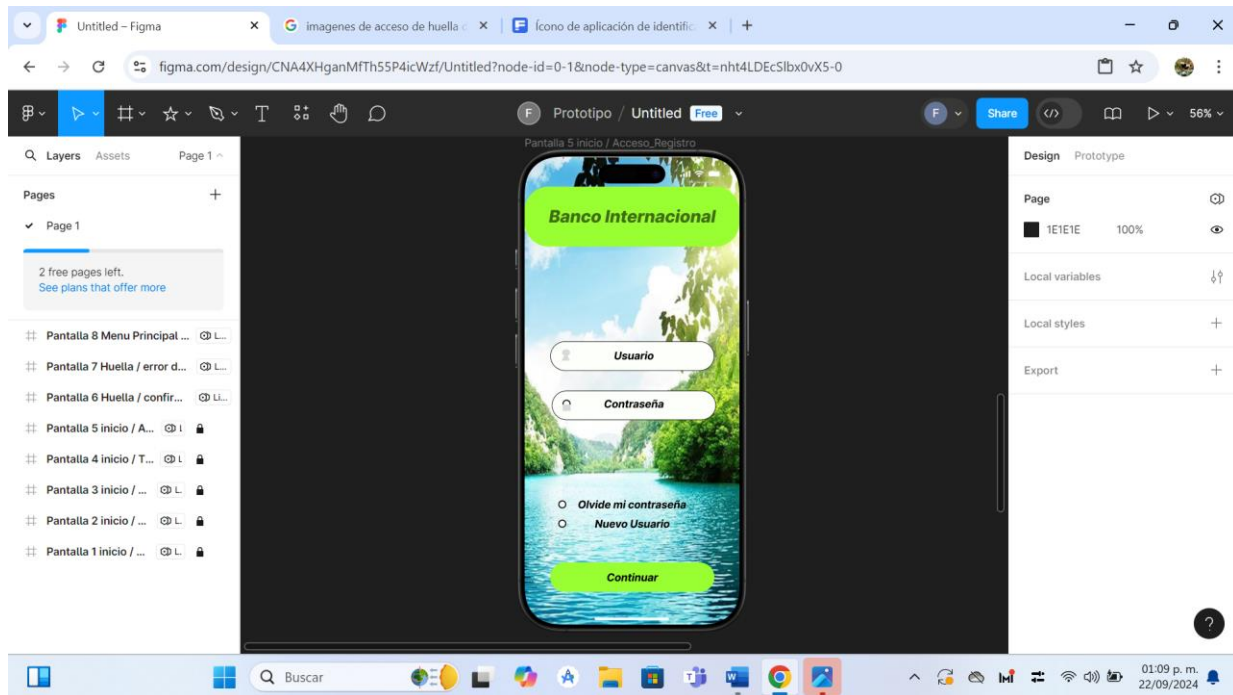 Untitled – Figma
imagenes de acceso de huella d
Ícono de aplicación de identific
figma.com/design/CNA4XHganMfTh55P4icWzf/Untitled?node-id=0-1&node-type=canvas&t=nht4LDEcSlbx0vX5-0
F Prototipo / Untitled Free
F Share 56%
Layers Assets Page 1
Pages
Page 1
2 free pages left.
See plans that offer more
Pantalla 8 Menu Principal ... L...
Pantalla 7 Huella / error d... L...
Pantalla 6 Huella / confir... Li...
Pantalla 5 inicio / A... L
Pantalla 4 inicio / T... L
Pantalla 3 inicio / ... L.
Pantalla 2 inicio / ... L.
Pantalla 1 inicio / ... L.
Pantalla 5 inicio / Acceso_Registro
Banco Internacional
Usuario
Contraseña
Olvide mi contraseña
Nuevo Usuario
Continuar
Design Prototype
Page
1E1E1E 100%
Local variables
Local styles
Export
?
Buscar
01:09 p. m.
22/09/2024